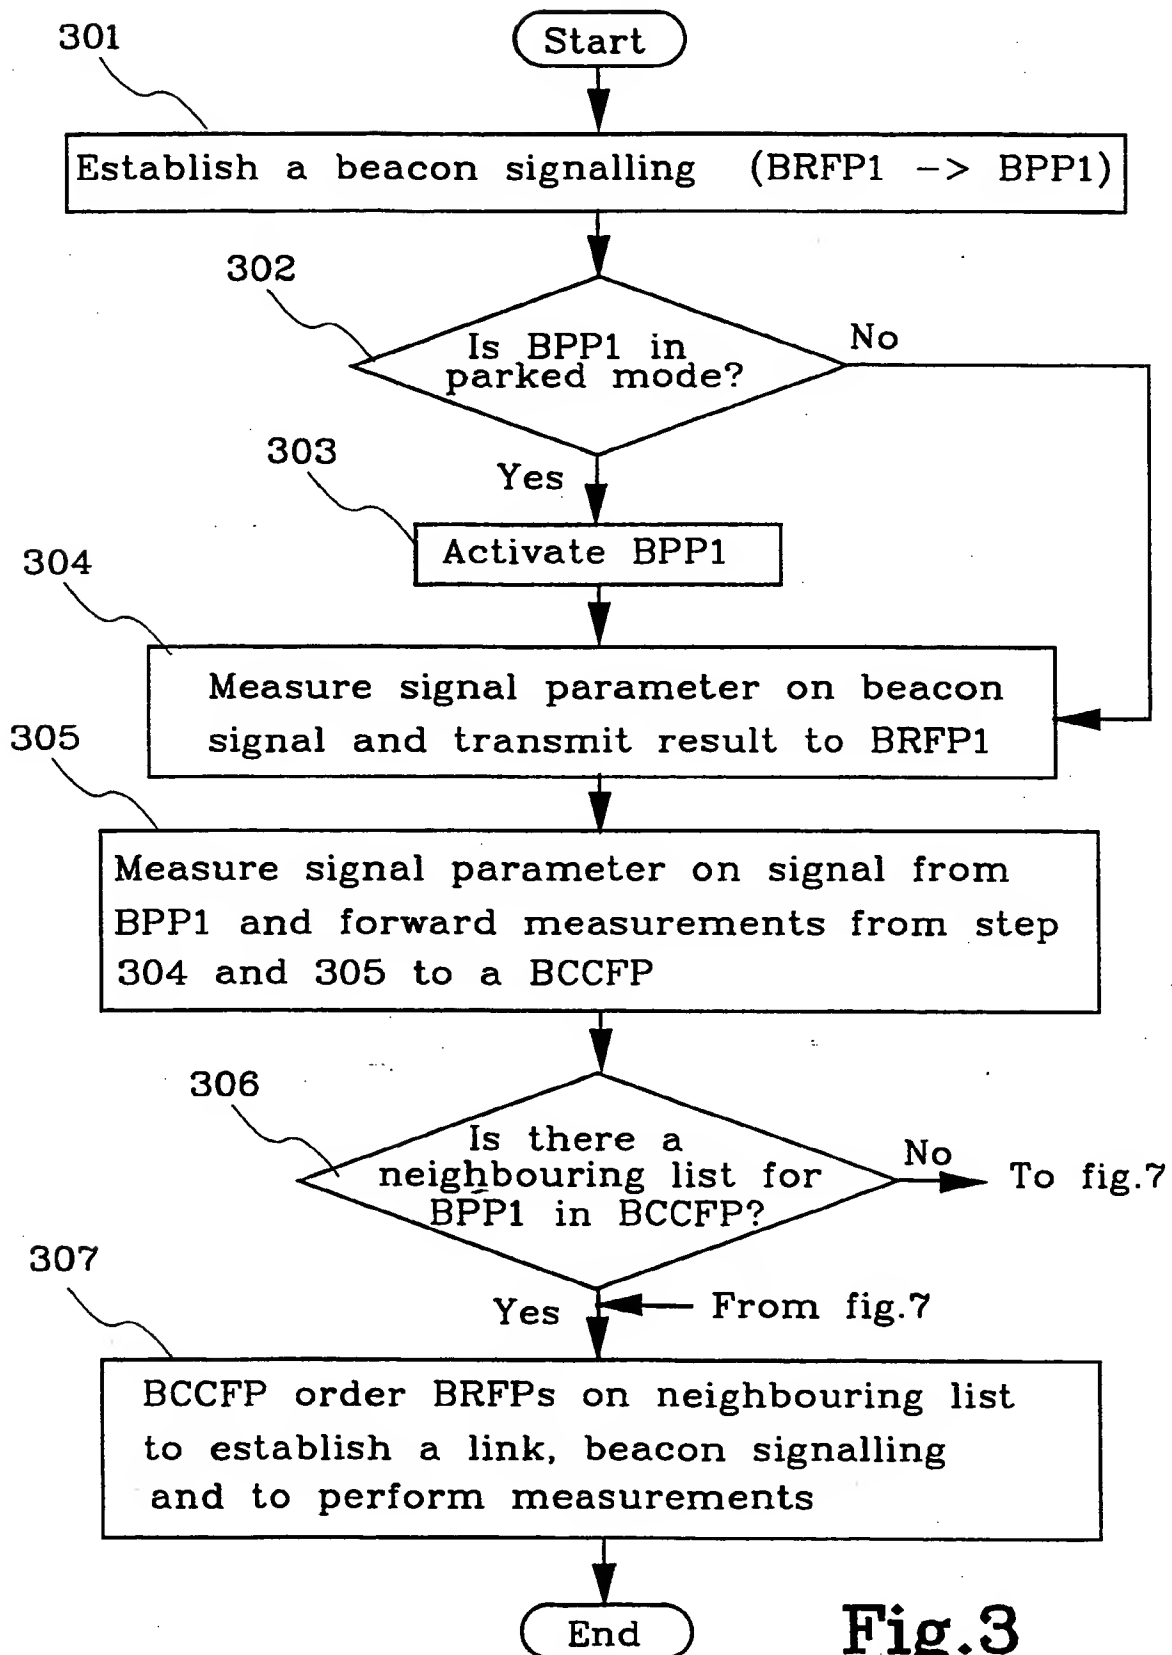 301
Start
Establish a beacon signalling (BRFP1 -> BPP1)
302
Is BPP1 in
parked mode?
No
303
Yes
Activate BPP1
304
Measure signal parameter on beacon
signal and transmit result to BRFP1
305
Measure signal parameter on signal from
BPP1 and forward measurements from step
304 and 305 to a BCCFP
306
Is there a
neighbouring list for
BPP1 in BCCFP?
No
To fig.7
307
Yes
From fig.7
BCCFP order BRFPs on neighbouring list
to establish a link, beacon signalling
and to perform measurements
End
Fig.3